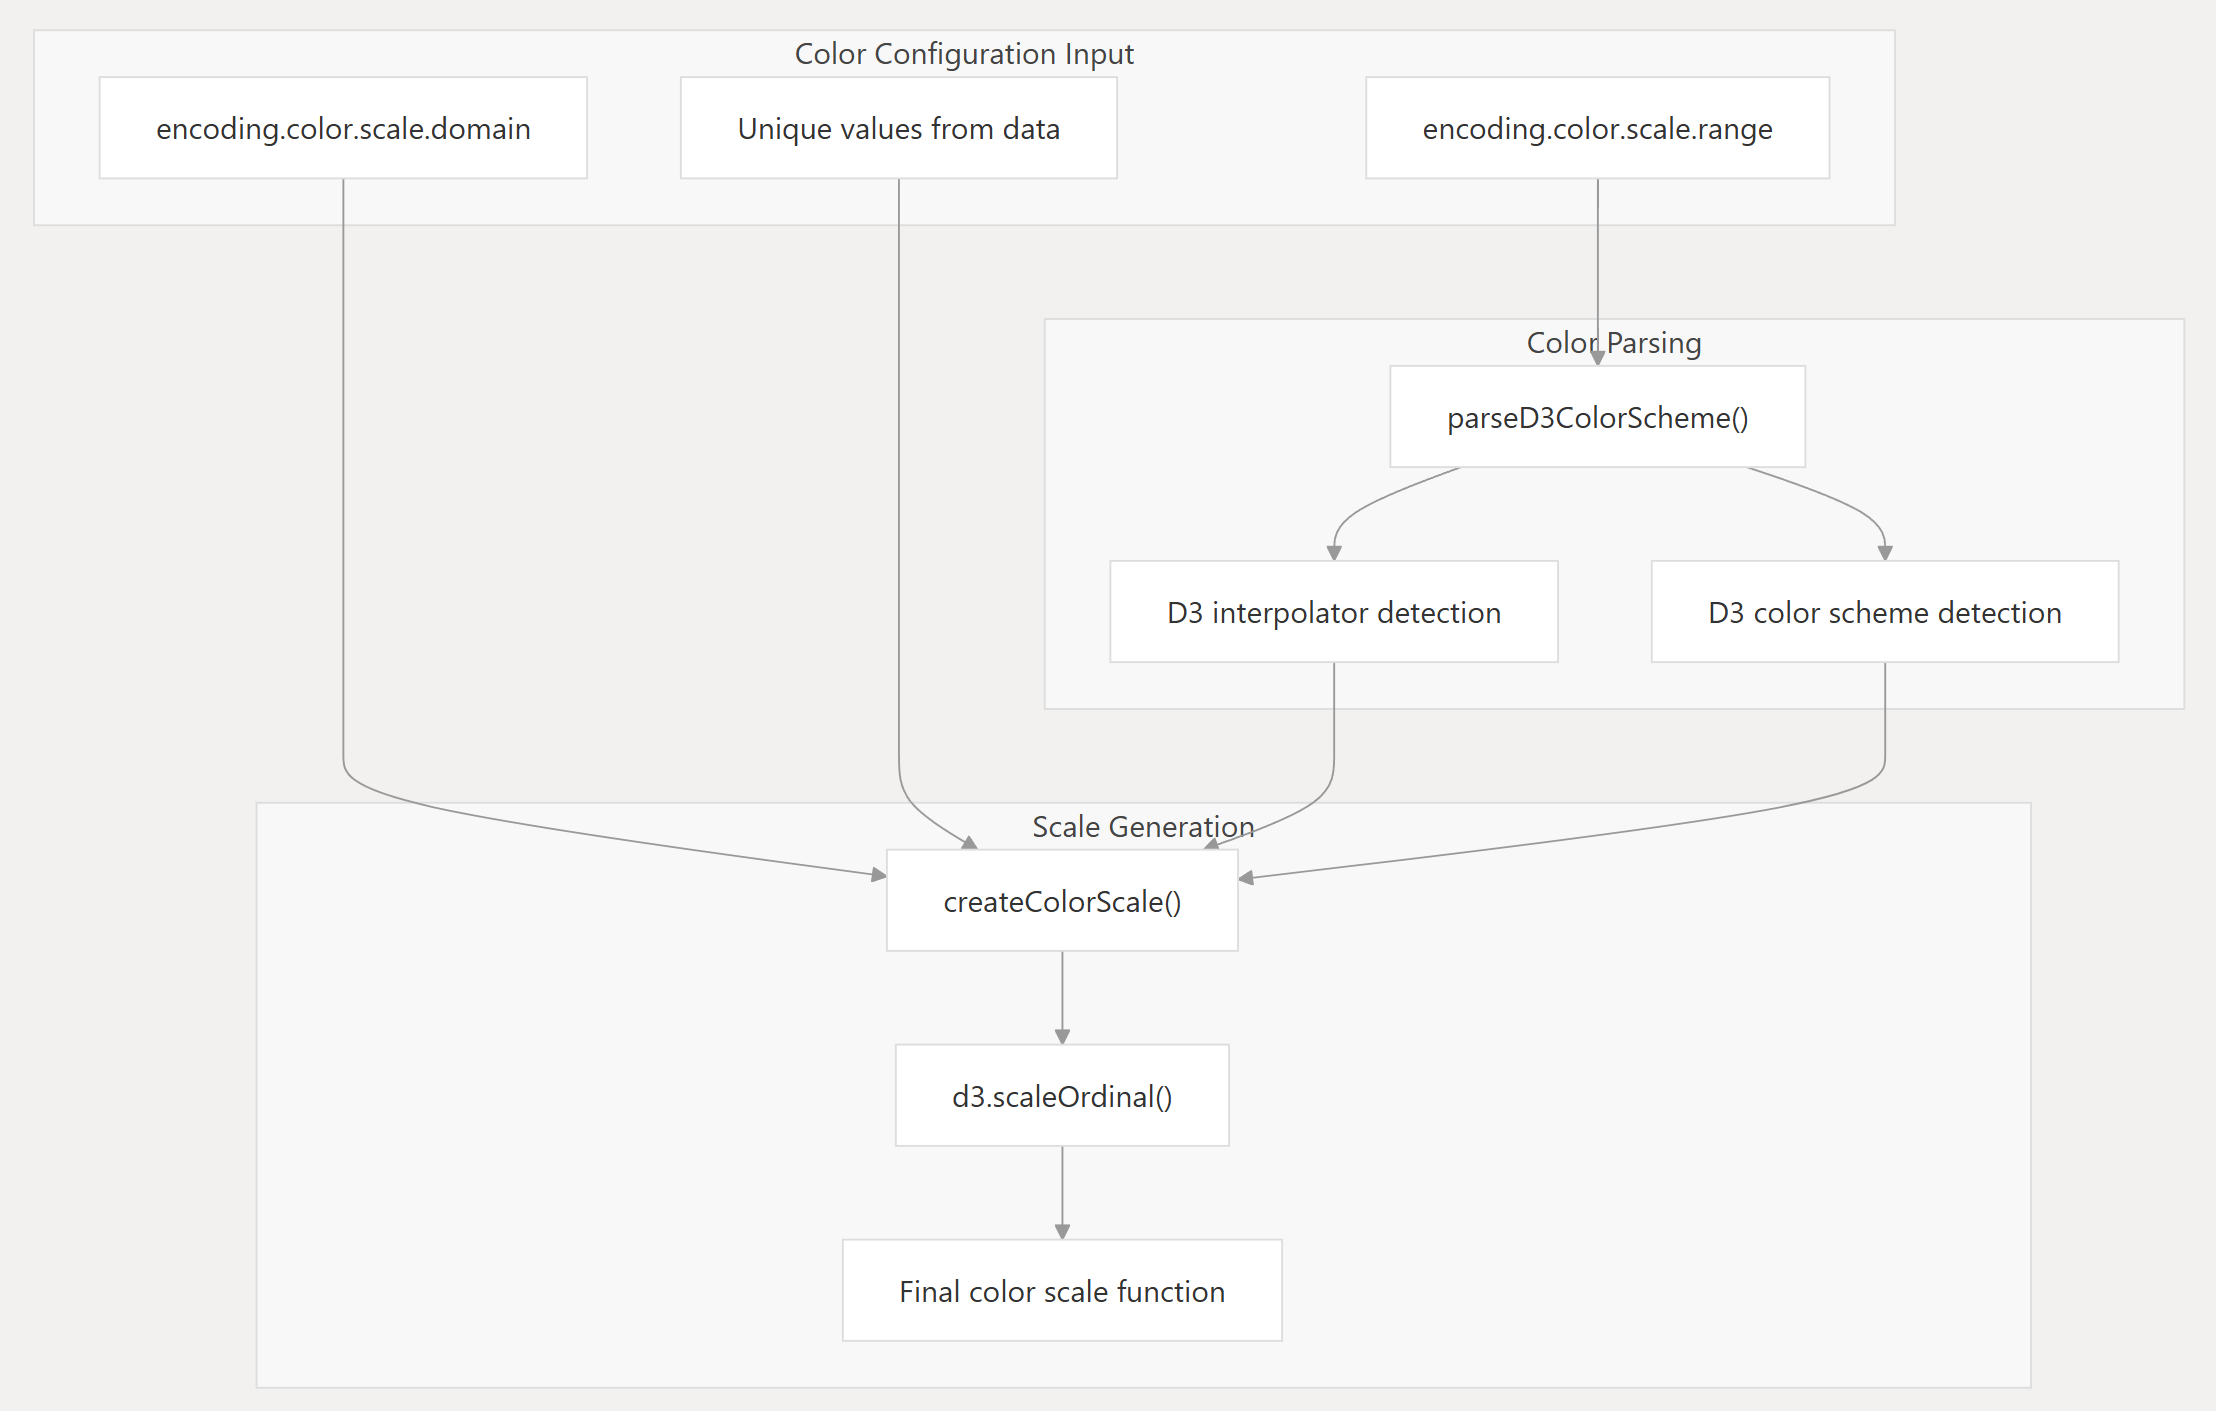 Color Configuration Input
encoding.color.scale.domain
Unique values from data
encoding.color.scale.range
Color Parsing
parseD3ColorScheme()
D3 interpolator detection
D3 color scheme detection
Scale Generation
createColorScale()
d3.scaleOrdinal()
Final color scale function